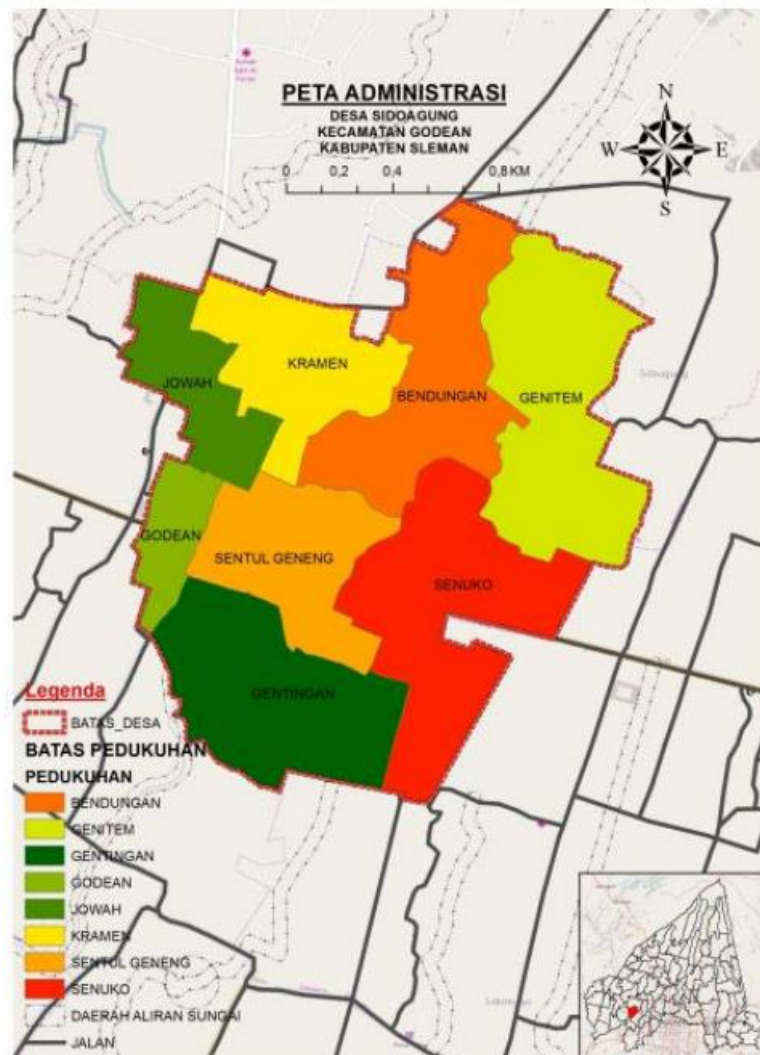 PETA ADMINISTRASI
DESA SIDOAGUNG
KECAMATAN GODEAN
KABUPATEN SLEMAN
0 0,2 0,4 0,8 KM
N
W E
S
KRAMEN
JOWAH
BENDUNGAN
GENITEM
GODEAN
SENTUL GENENG
SENUKO
GENTINGAN
Legenda
BATAS_DESA
BATAS PEDUKUHAN
PEDUKUHAN
BENDUNGAN
GENITEM
GENTINGAN
GODEAN
JOWAH
KRAMEN
SENTUL GENENG
SENUKO
DAERAH ALIRAN SUNGAI
JALAN